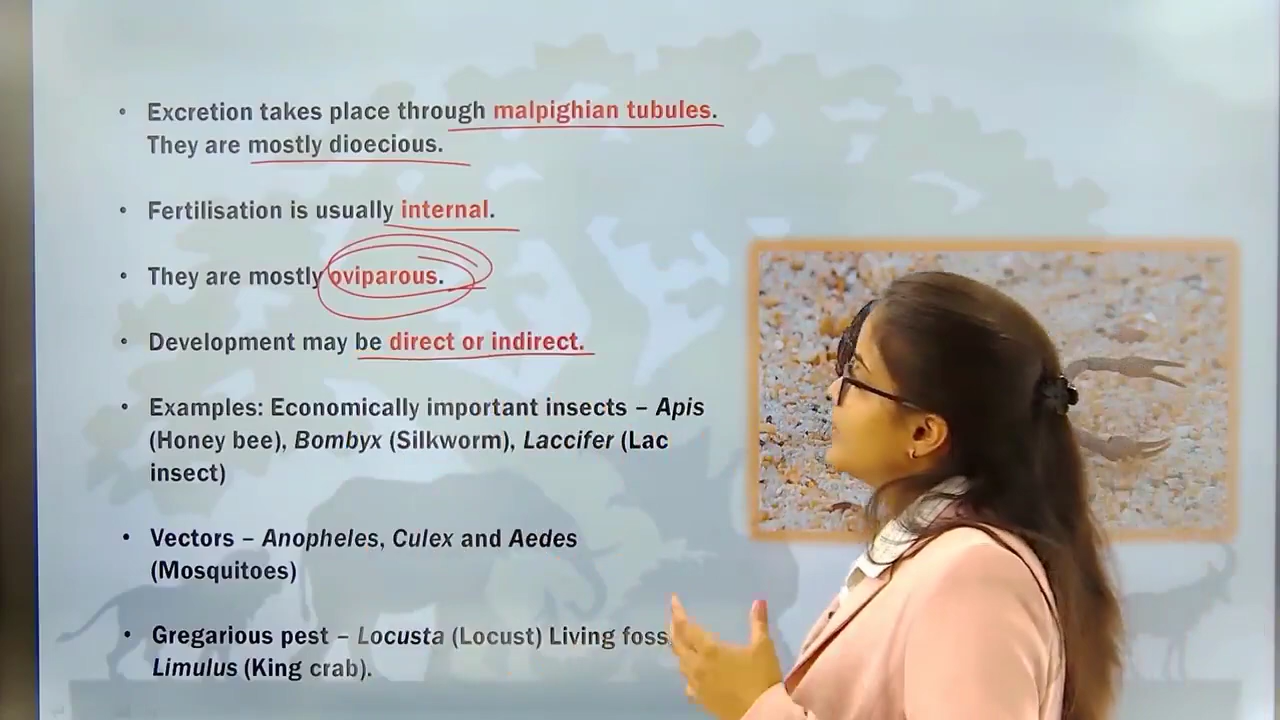 • Excretion takes place through malpighian tubules.
They are mostly dioecious.
• Fertilisation is usually internal.
• They are mostly oviparous.
• Development may be direct or indirect.
• Examples: Economically important insects – Apis
(Honey bee), Bombyx (Silkworm), Laccifer (Lac
insect)
• Vectors – Anopheles, Culex and Aedes
(Mosquitoes)
• Gregarious pest – Locusta (Locust) Living foss
Limulus (King crab).